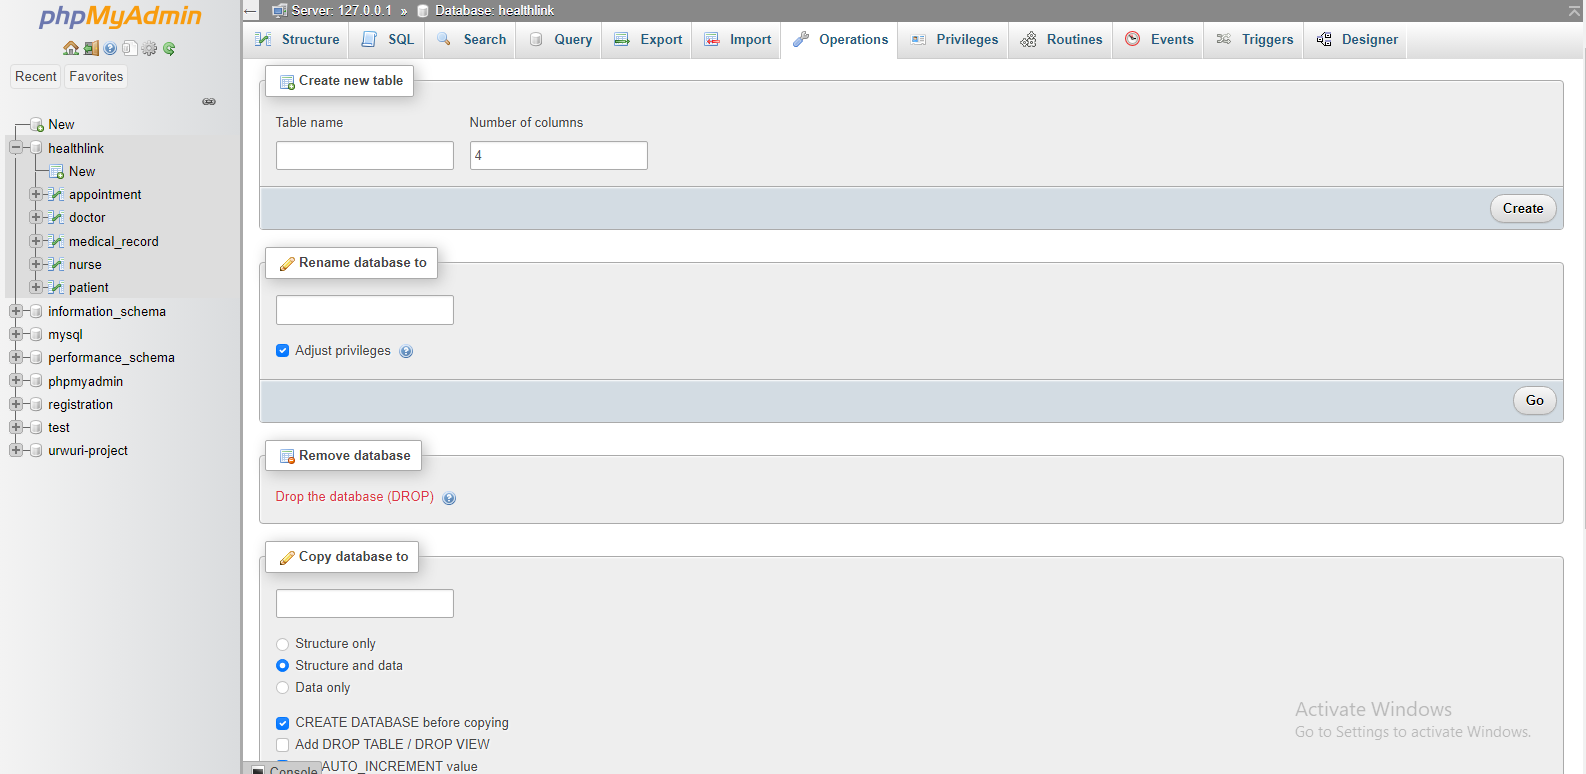 phpMyAdmin
Recent Favorites
New
healthlink
New
appointment
doctor
medical_record
nurse
patient
information_schema
mysql
performance_schema
phpmyadmin
registration
test
urwuri-project
Server: 127.0.0.1 » Database: healthlink
Structure SQL Search Query Export Import Operations Privileges Routines Events Triggers Designer
Create new table
Table name Number of columns
4
Create
Rename database to
Adjust privileges
Go
Remove database
Drop the database (DROP)
Copy database to
Structure only
Structure and data
Data only
CREATE DATABASE before copying
Add DROP TABLE / DROP VIEW
AUTO_INCREMENT value
Console
Activate Windows
Go to Settings to activate Windows.